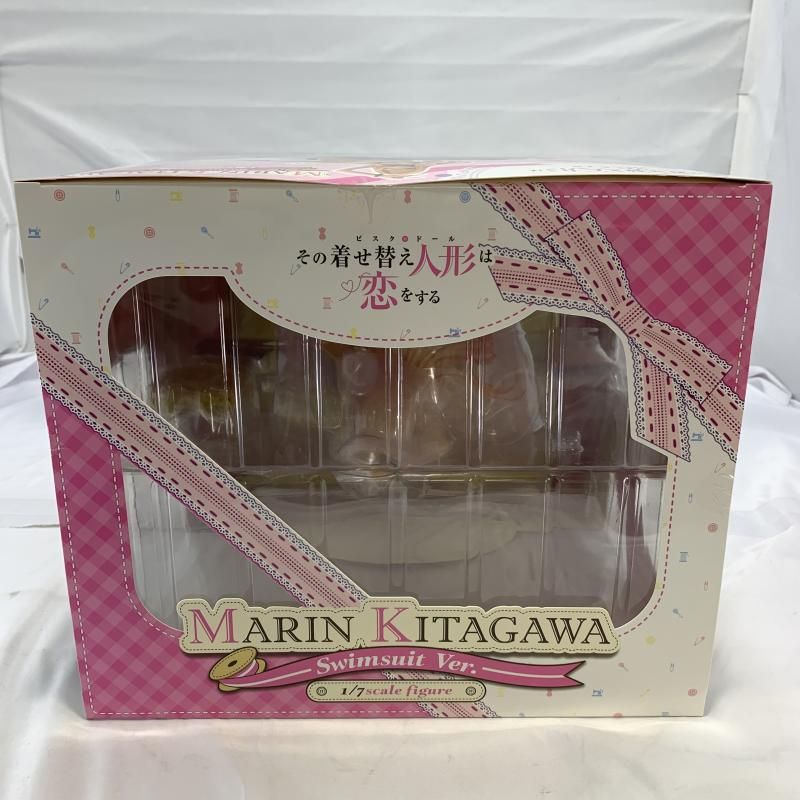 ビスク・ドール
その着せ替え人形は
恋をする
MARIN KITAGAWA
Swimsuit Ver.
1/7 scale figure